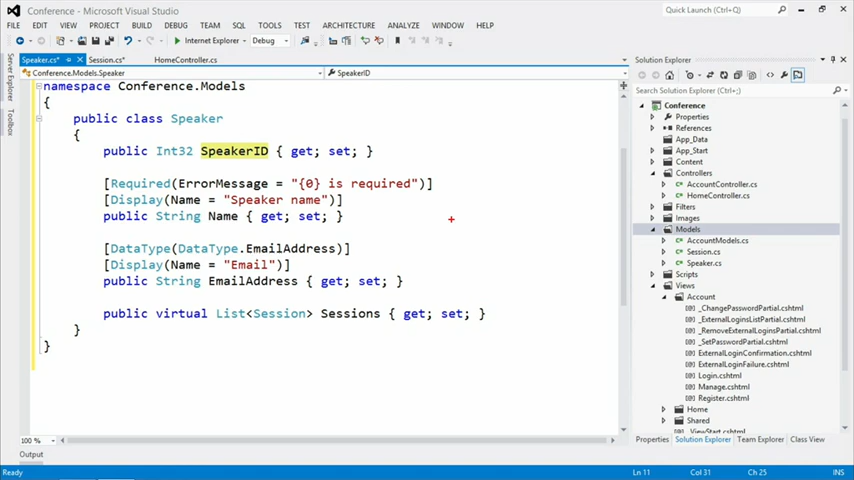 Conference - Microsoft Visual Studio
Quick Launch (Ctrl+Q)
FILE EDIT VIEW PROJECT BUILD DEBUG TEAM SQL TOOLS TEST ARCHITECTURE ANALYZE WINDOW HELP
Internet Explorer Debug
Speaker.cs* Session.cs* HomeController.cs
Conference.Models.Speaker SpeakerID
Server Explorer
Toolbox
namespace Conference.Models
{
public class Speaker
{
public Int32 SpeakerID { get; set; }
[Required(ErrorMessage = "{0} is required")]
[Display(Name = "Speaker name")]
public String Name { get; set; }
[DataType(DataType.EmailAddress)]
[Display(Name = "Email")]
public String EmailAddress { get; set; }
public virtual List<Session> Sessions { get; set; }
}
}
100 %
Output
Solution Explorer
Search Solution Explorer (Ctrl+;)
Conference
Properties
References
App_Data
App_Start
Content
Controllers
AccountController.cs
HomeController.cs
Filters
Images
Models
AccountModels.cs
Session.cs
Speaker.cs
Scripts
Views
Account
_ChangePasswordPartial.cshtml
_ExternalLoginsListPartial.cshtml
_RemoveExternalLoginsPartial.cshtml
_SetPasswordPartial.cshtml
ExternalLoginConfirmation.cshtml
ExternalLoginFailure.cshtml
Login.cshtml
Manage.cshtml
Register.cshtml
Home
Shared
_ViewStart.cshtml
Properties Solution Explorer Team Explorer Class View
Ready Ln 11 Col 31 Ch 25 INS